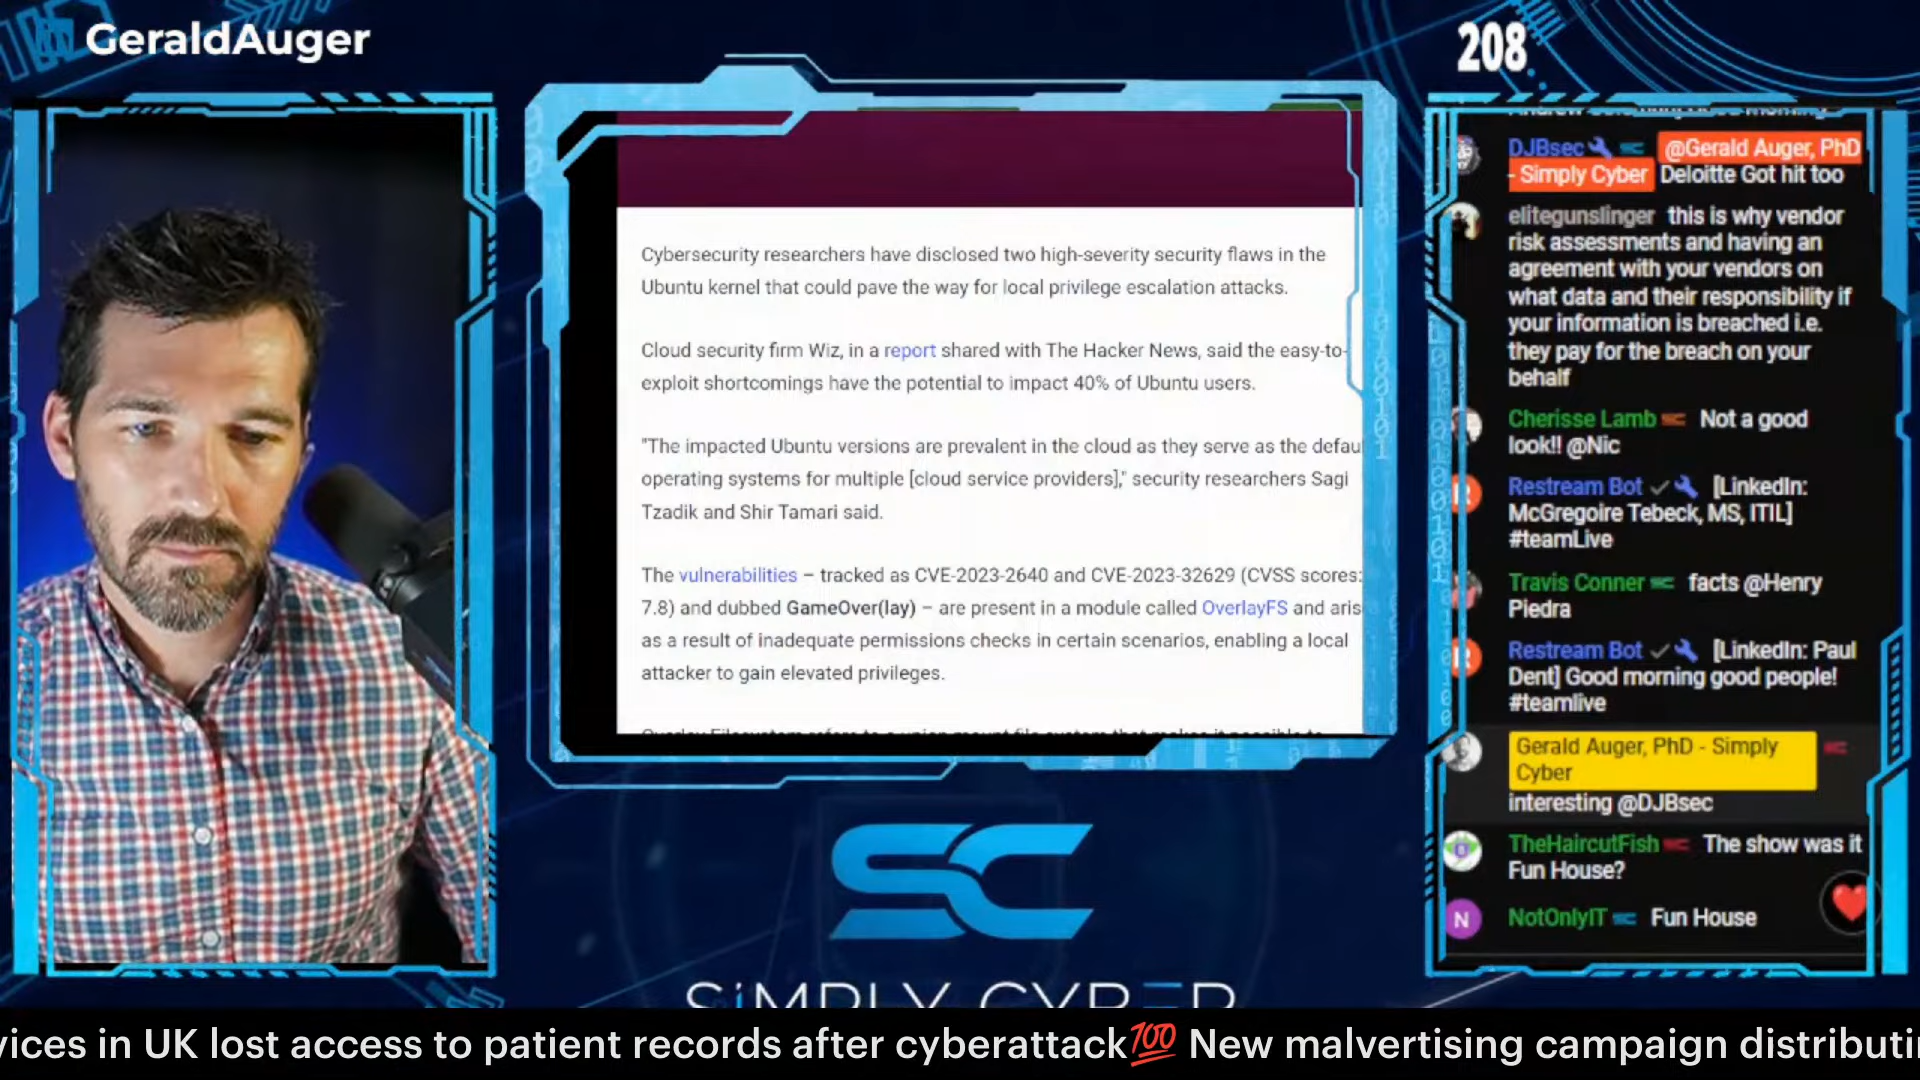 GeraldAuger
208
Cybersecurity researchers have disclosed two high-severity security flaws in the
Ubuntu kernel that could pave the way for local privilege escalation attacks.
Cloud security firm Wiz, in a report shared with The Hacker News, said the easy-to-
exploit shortcomings have the potential to impact 40% of Ubuntu users.
"The impacted Ubuntu versions are prevalent in the cloud as they serve as the defau
operating systems for multiple [cloud service providers]," security researchers Sagi
Tzadik and Shir Tamari said.
The vulnerabilities – tracked as CVE-2023-2640 and CVE-2023-32629 (CVSS scores:
7.8) and dubbed GameOver(lay) – are present in a module called OverlayFS and aris
as a result of inadequate permissions checks in certain scenarios, enabling a local
attacker to gain elevated privileges.
DJBsec @Gerald Auger, PhD
- Simply Cyber Deloitte Got hit too
elitegunslinger this is why vendor
risk assessments and having an
agreement with your vendors on
what data and their responsibility if
your information is breached i.e.
they pay for the breach on your
behalf
Cherisse Lamb Not a good
look!! @Nic
Restream Bot [LinkedIn:
McGregoire Tebeck, MS, ITIL]
#teamLive
Travis Conner facts @Henry
Piedra
Restream Bot [LinkedIn: Paul
Dent] Good morning good people!
#teamlive
Gerald Auger, PhD - Simply
Cyber
interesting @DJBsec
TheHaircutFish The show was it
Fun House?
N NotOnlyIT Fun House
SC
SiMPLY CYBER
vices in UK lost access to patient records after cyberattack💯 New malvertising campaign distributi